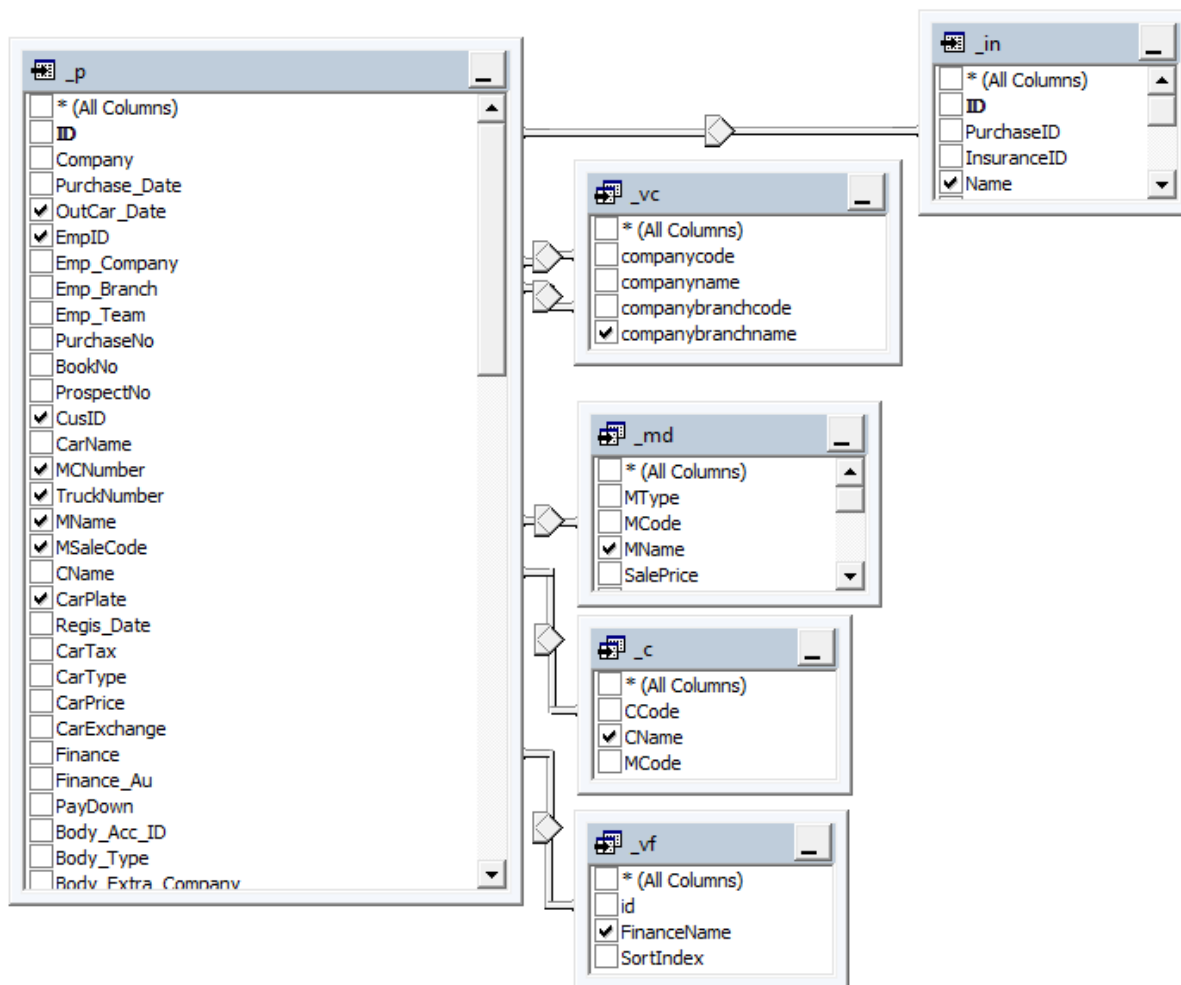 _p
* (All Columns)
ID
Company
Purchase_Date
OutCar_Date
EmpID
Emp_Company
Emp_Branch
Emp_Team
PurchaseNo
BookNo
ProspectNo
CusID
CarName
MCNumber
TruckNumber
MName
MSaleCode
CName
CarPlate
Regis_Date
CarTax
CarType
CarPrice
CarExchange
Finance
Finance_Au
PayDown
Body_Acc_ID
Body_Type
Body_Extra_Company
_in
* (All Columns)
ID
PurchaseID
InsuranceID
Name
_vc
* (All Columns)
companycode
companyname
companybranchcode
companybranchname
_md
* (All Columns)
MType
MCode
MName
SalePrice
_c
* (All Columns)
CCode
CName
MCode
_vf
* (All Columns)
id
FinanceName
SortIndex